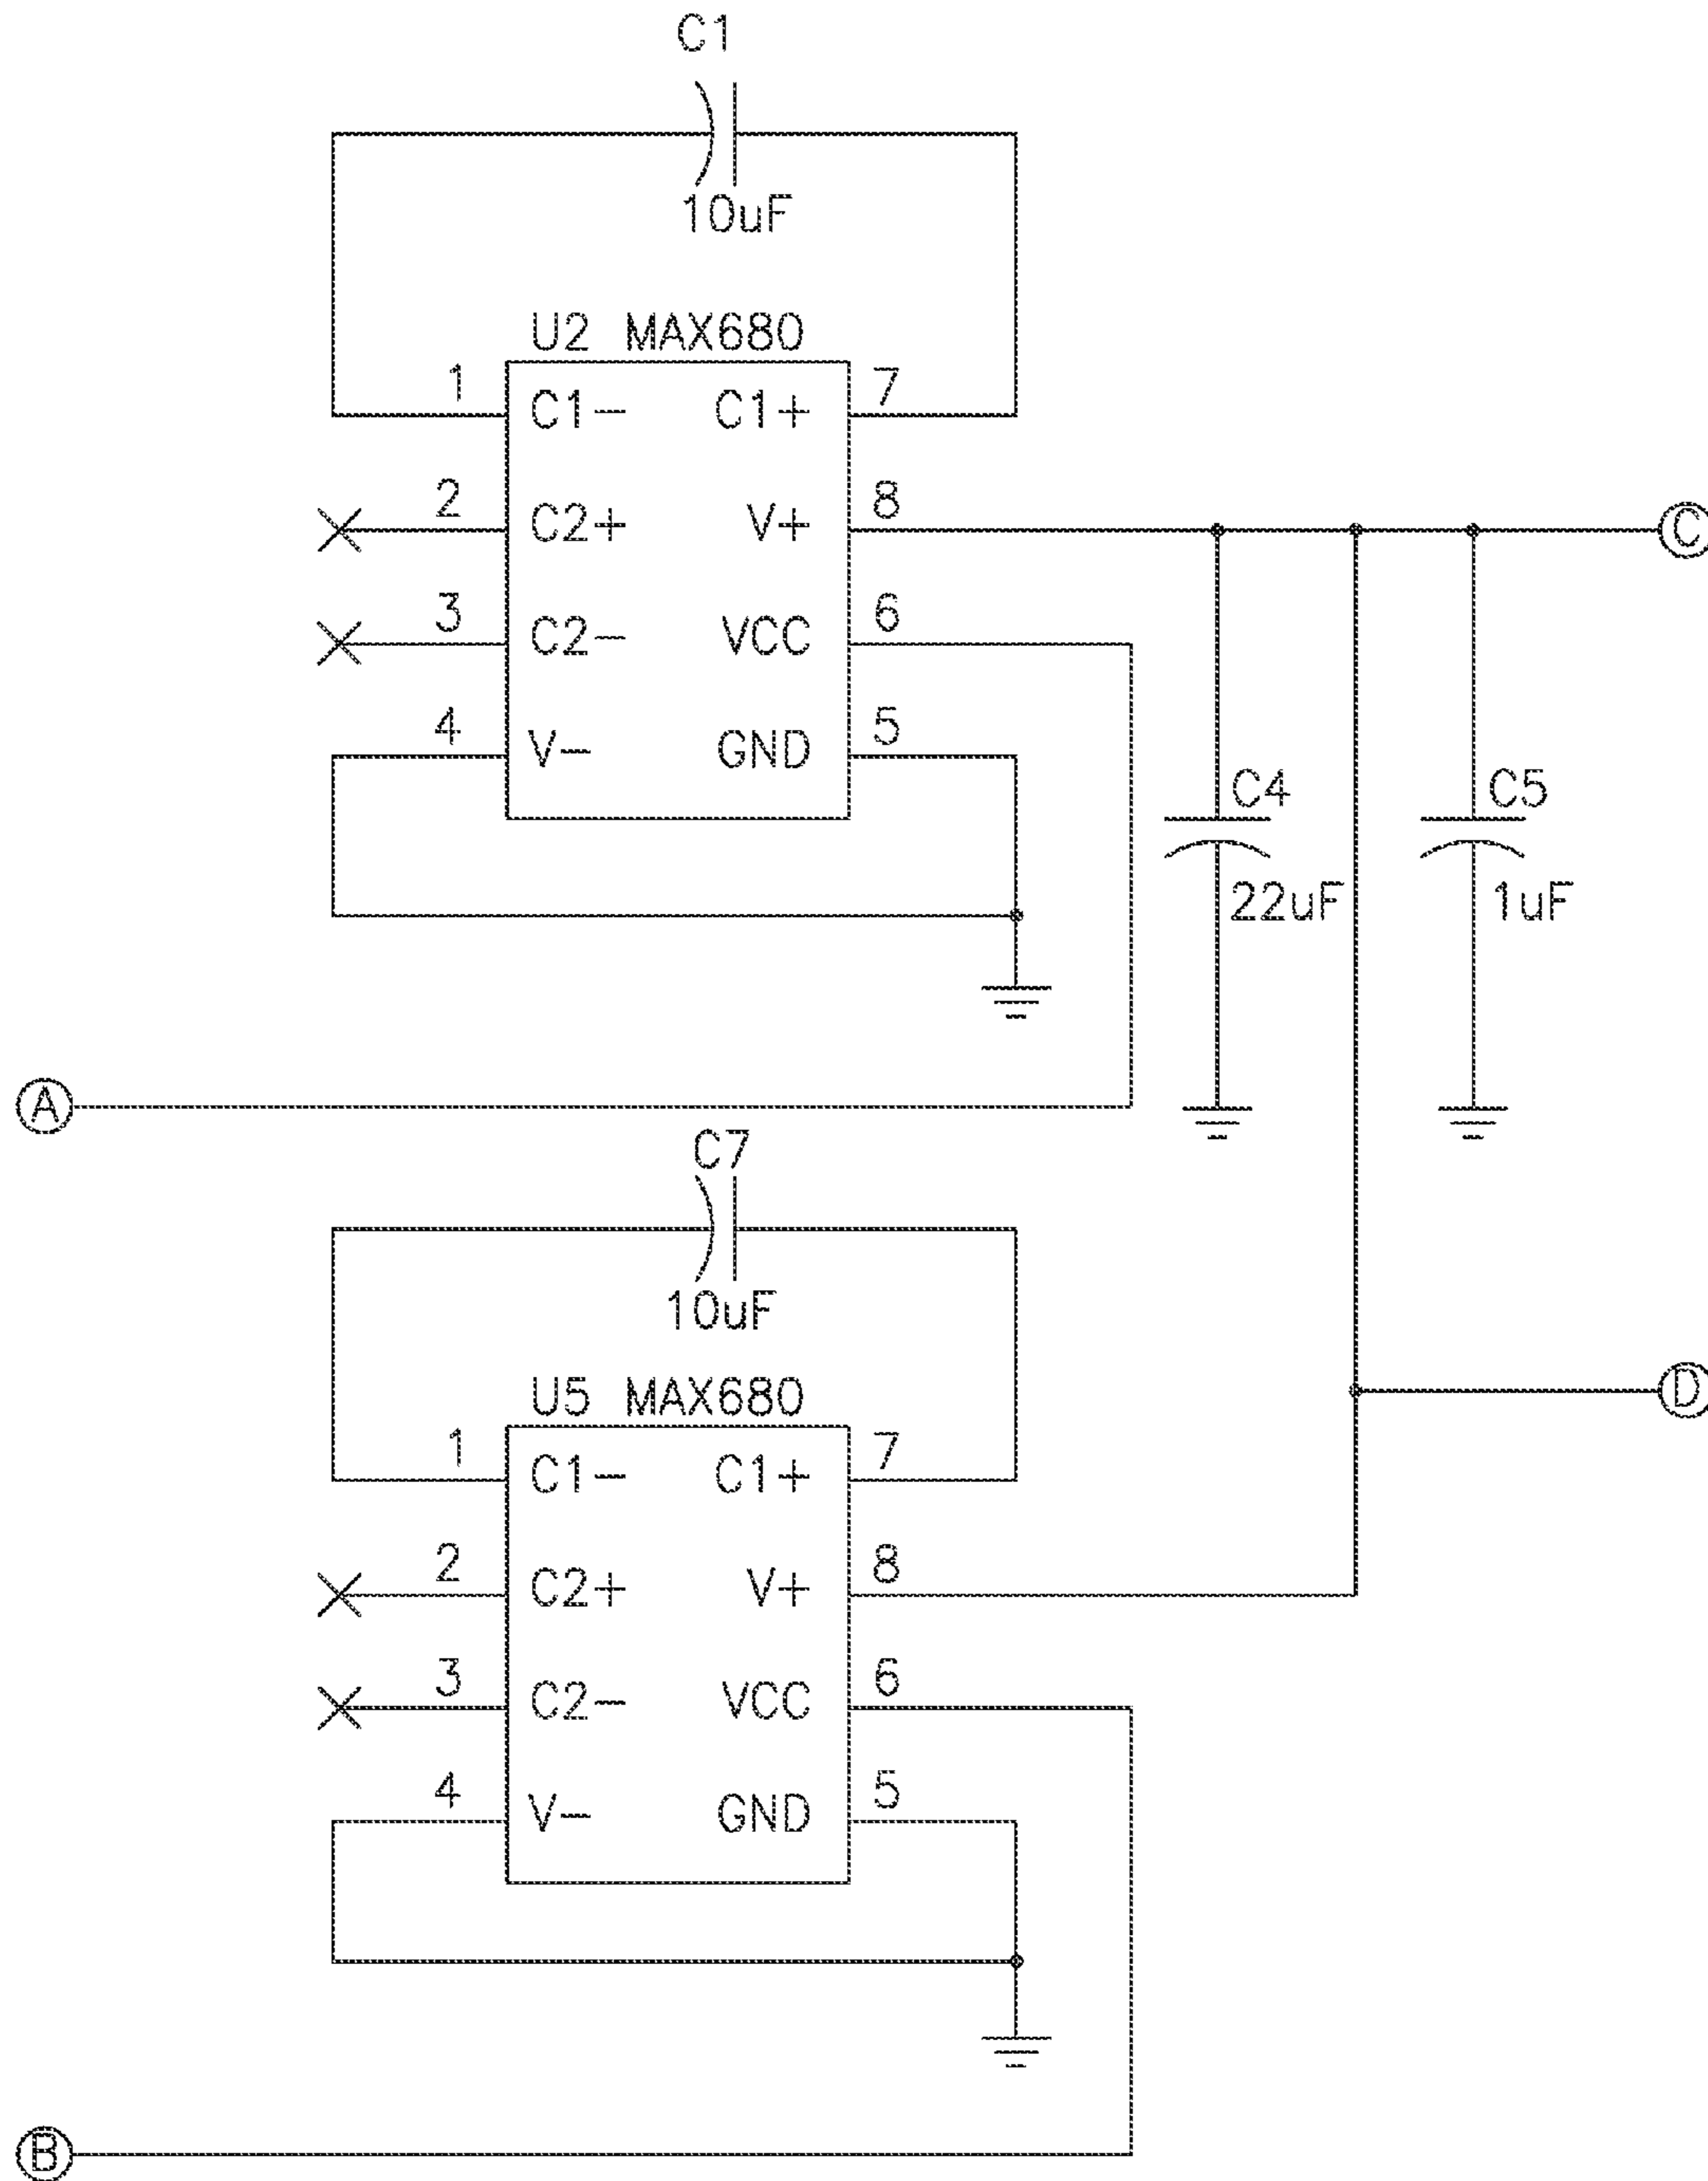 C1
10uF
U2 MAX680
1 C1- C1+ 7
2 C2+ V+ 8
C
3 C2- VCC 6
4 V- GND 5
C4 C5
22uF 1uF
A
C7
10uF
D
U5 MAX680
1 C1- C1+ 7
2 C2+ V+ 8
3 C2- VCC 6
4 V- GND 5
B